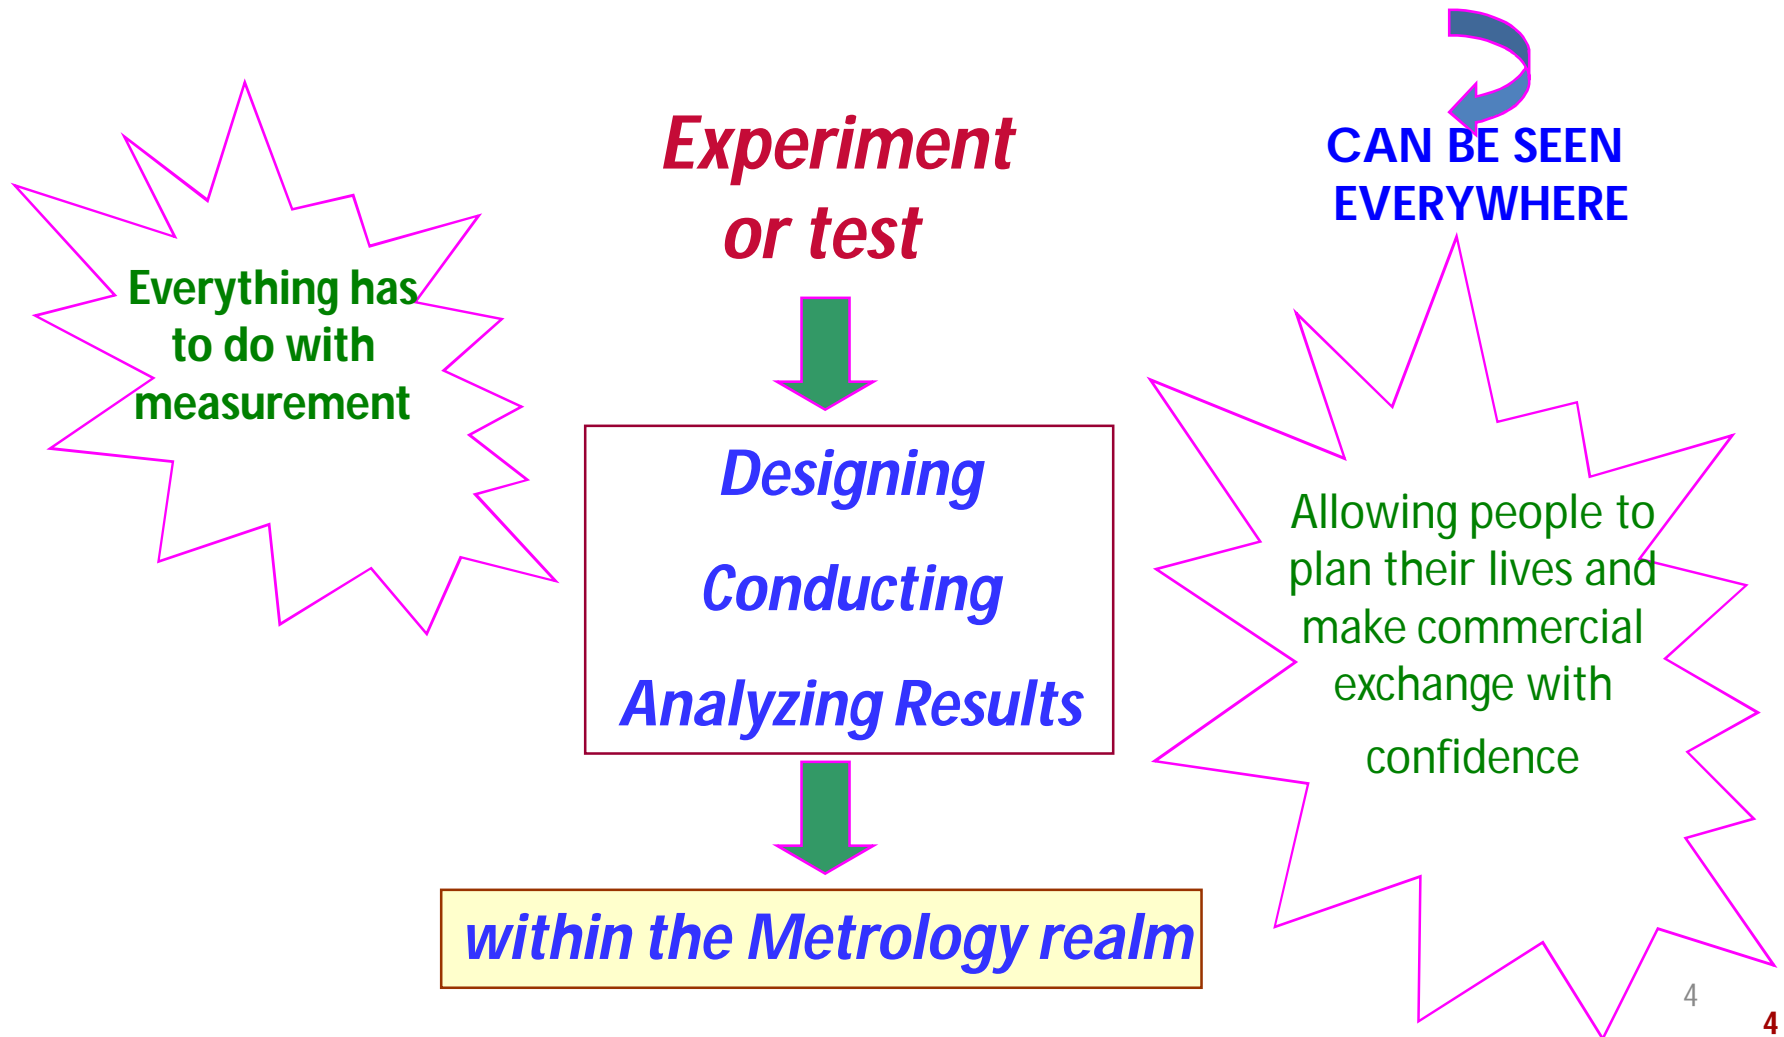 Everything has
to do with
measurement
Experiment
or test
Designing
Conducting
Analyzing Results
within the Metrology realm
CAN BE SEEN
EVERYWHERE
Allowing people to
plan their lives and
make commercial
exchange with
confidence
4
4